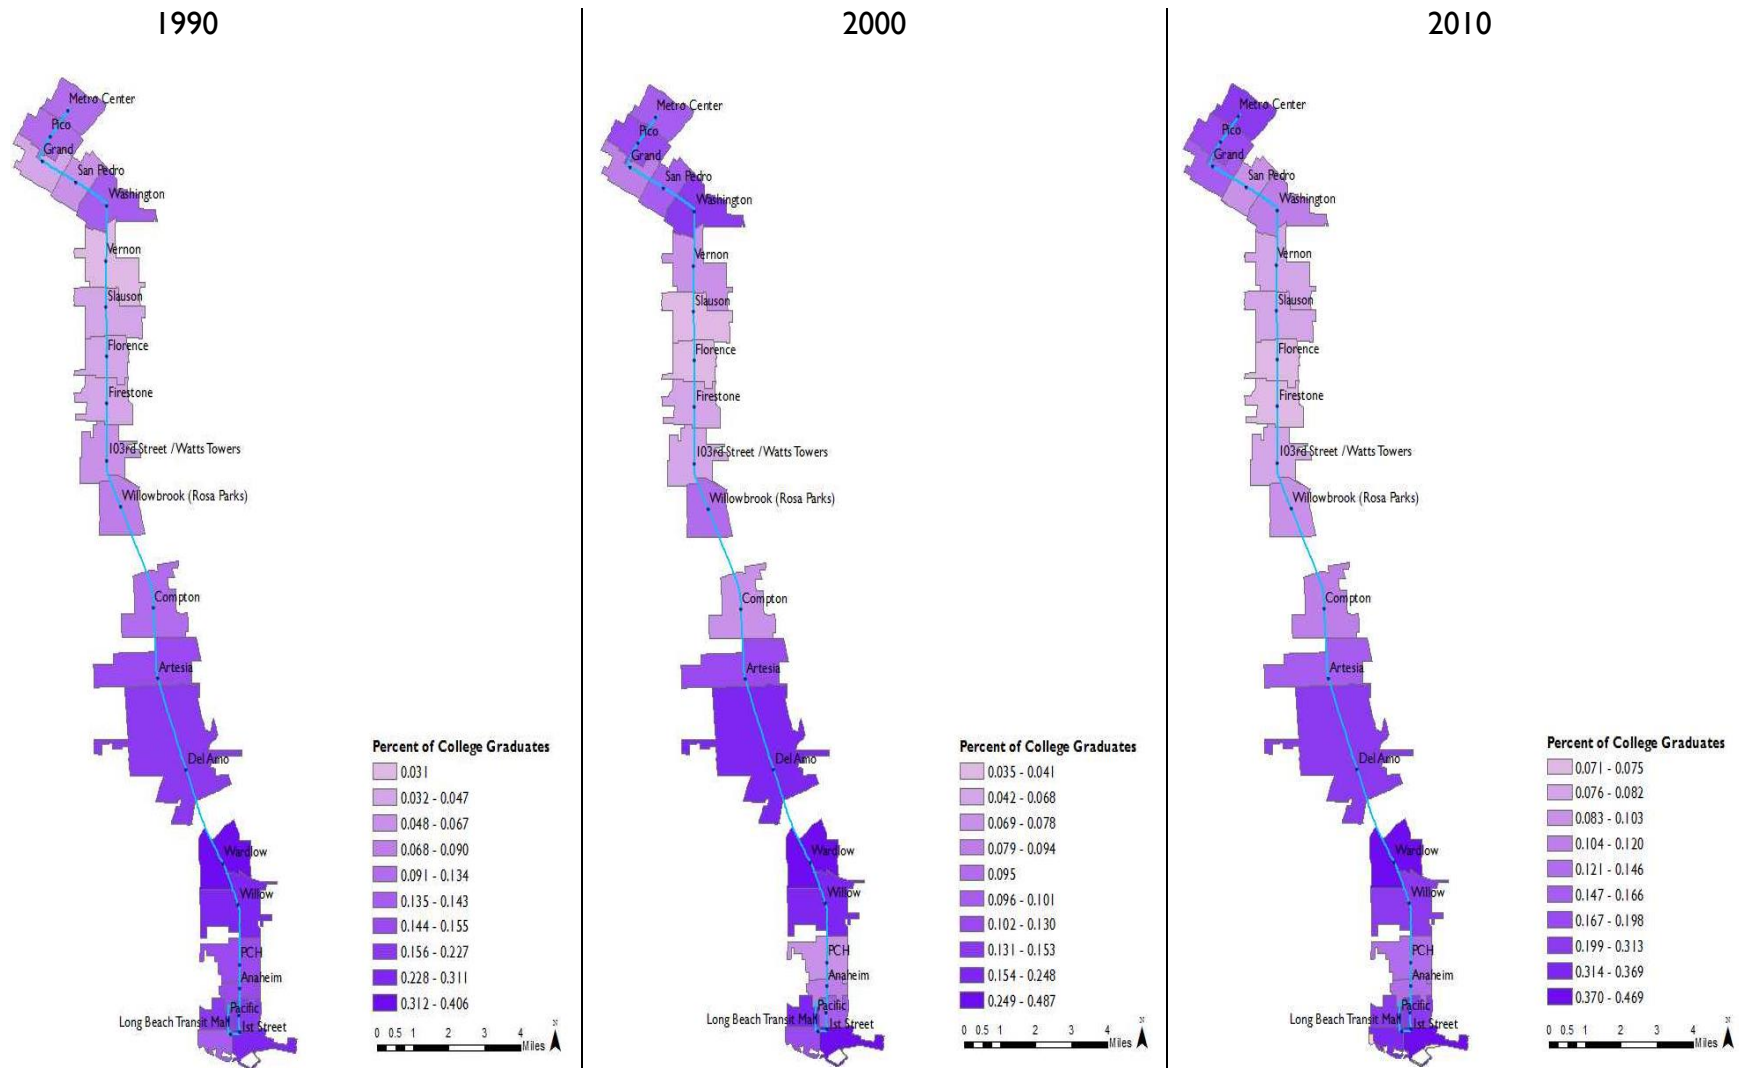 1990
Metro Center
Pico
Grand
San Pedro
Washington
Vernon
Slauson
Florence
Firestone
103rd Street /Watts Towers
Willowbrook (Rosa Parks)
Compton
Artesia
Del Amo
Wardlow
Willow
PCH
Anaheim
Pacific
Long Beach Transit Mall
1st Street
Percent of College Graduates
0.031
0.032 - 0.047
0.048 - 0.067
0.068 - 0.090
0.091 - 0.134
0.135 - 0.143
0.144 - 0.155
0.156 - 0.227
0.228 - 0.311
0.312 - 0.406
0 0.5 1 2 3 4
Miles
2000
Metro Center
Pico
Grand
San Pedro
Washington
Vernon
Slauson
Florence
Firestone
103rd Street /Watts Towers
Willowbrook (Rosa Parks)
Compton
Artesia
Del Amo
Wardlow
Willow
PCH
Anaheim
Pacific
Long Beach Transit Mall
1st Street
Percent of College Graduates
0.035 - 0.041
0.042 - 0.068
0.069 - 0.078
0.079 - 0.094
0.095
0.096 - 0.101
0.102 - 0.130
0.131 - 0.153
0.154 - 0.248
0.249 - 0.487
0 0.5 1 2 3 4
Miles
2010
Metro Center
Pico
Grand
San Pedro
Washington
Vernon
Slauson
Florence
Firestone
103rd Street /Watts Towers
Willowbrook (Rosa Parks)
Compton
Artesia
Del Amo
Wardlow
Willow
PCH
Anaheim
Pacific
Long Beach Transit Mall
1st Street
Percent of College Graduates
0.071 - 0.075
0.076 - 0.082
0.083 - 0.103
0.104 - 0.120
0.121 - 0.146
0.147 - 0.166
0.167 - 0.198
0.199 - 0.313
0.314 - 0.369
0.370 - 0.469
0 0.5 1 2 3 4
Miles